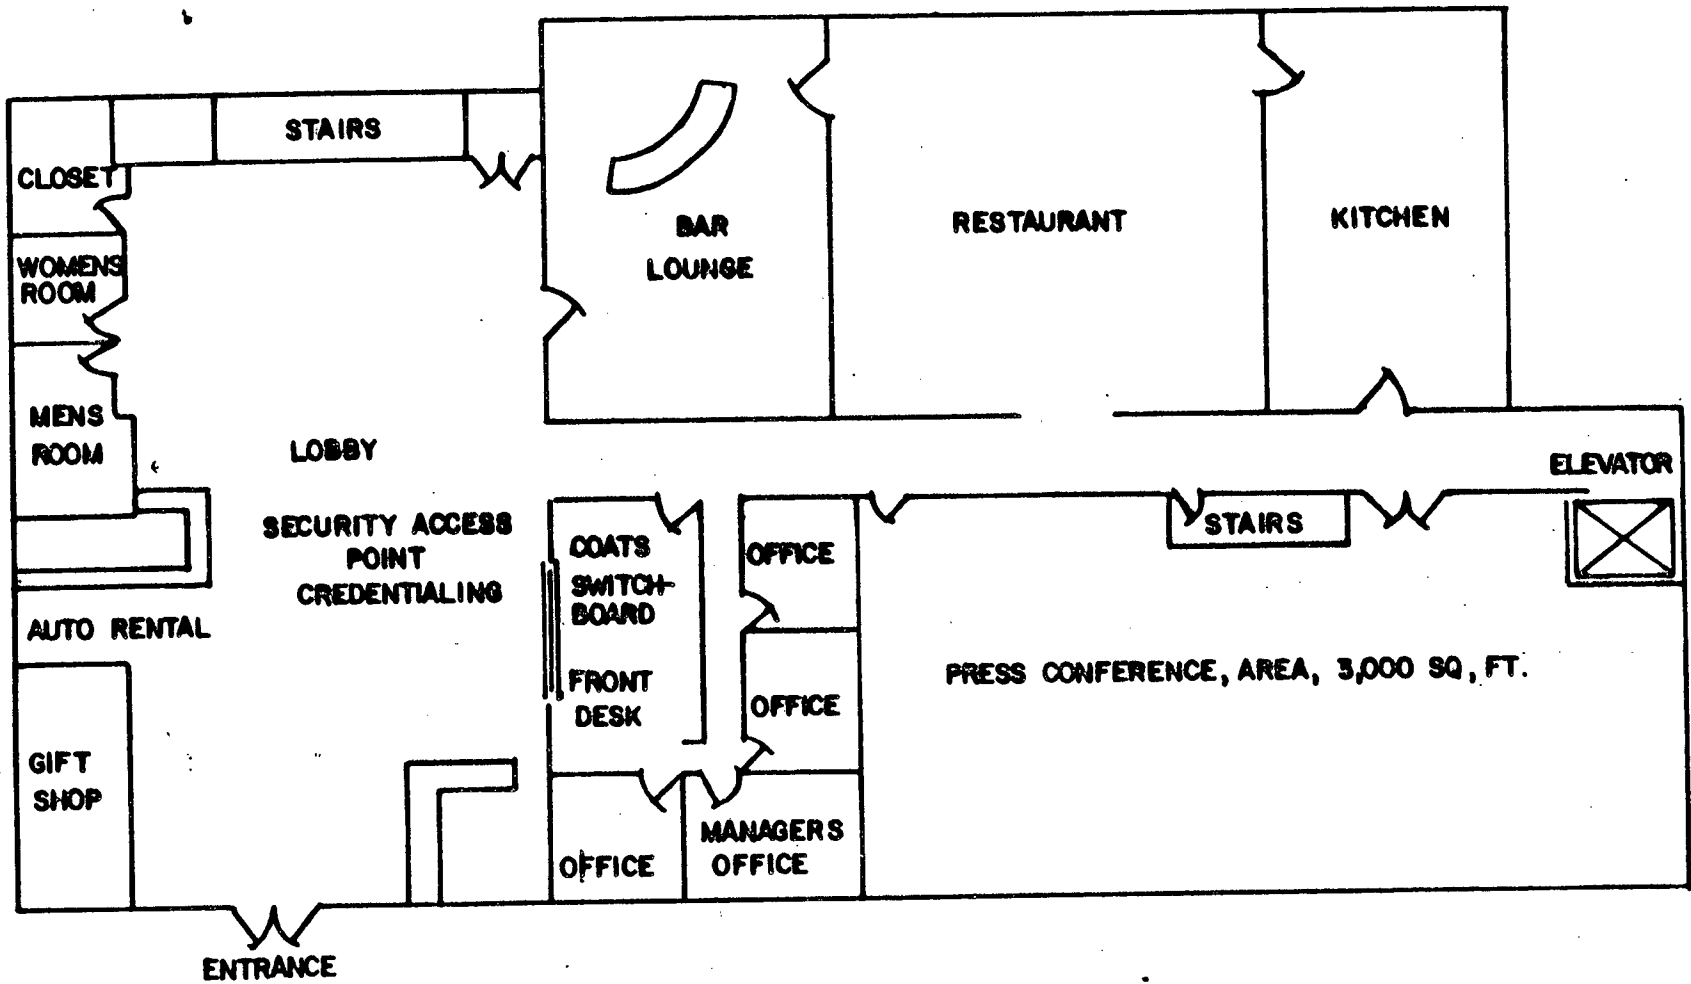 STAIRS
CLOSET
WOMENS
ROOM
MENS
ROOM
BAR
LOUNGE
RESTAURANT
KITCHEN
LOBBY
ELEVATOR
SECURITY ACCESS
POINT
CREDENTIALING
COATS
SWITCH-
BOARD
FRONT
DESK
OFFICE
STAIRS
AUTO RENTAL
OFFICE
PRESS CONFERENCE, AREA, 3,000 SQ, FT.
GIFT
SHOP
OFFICE
MANAGERS
OFFICE
ENTRANCE